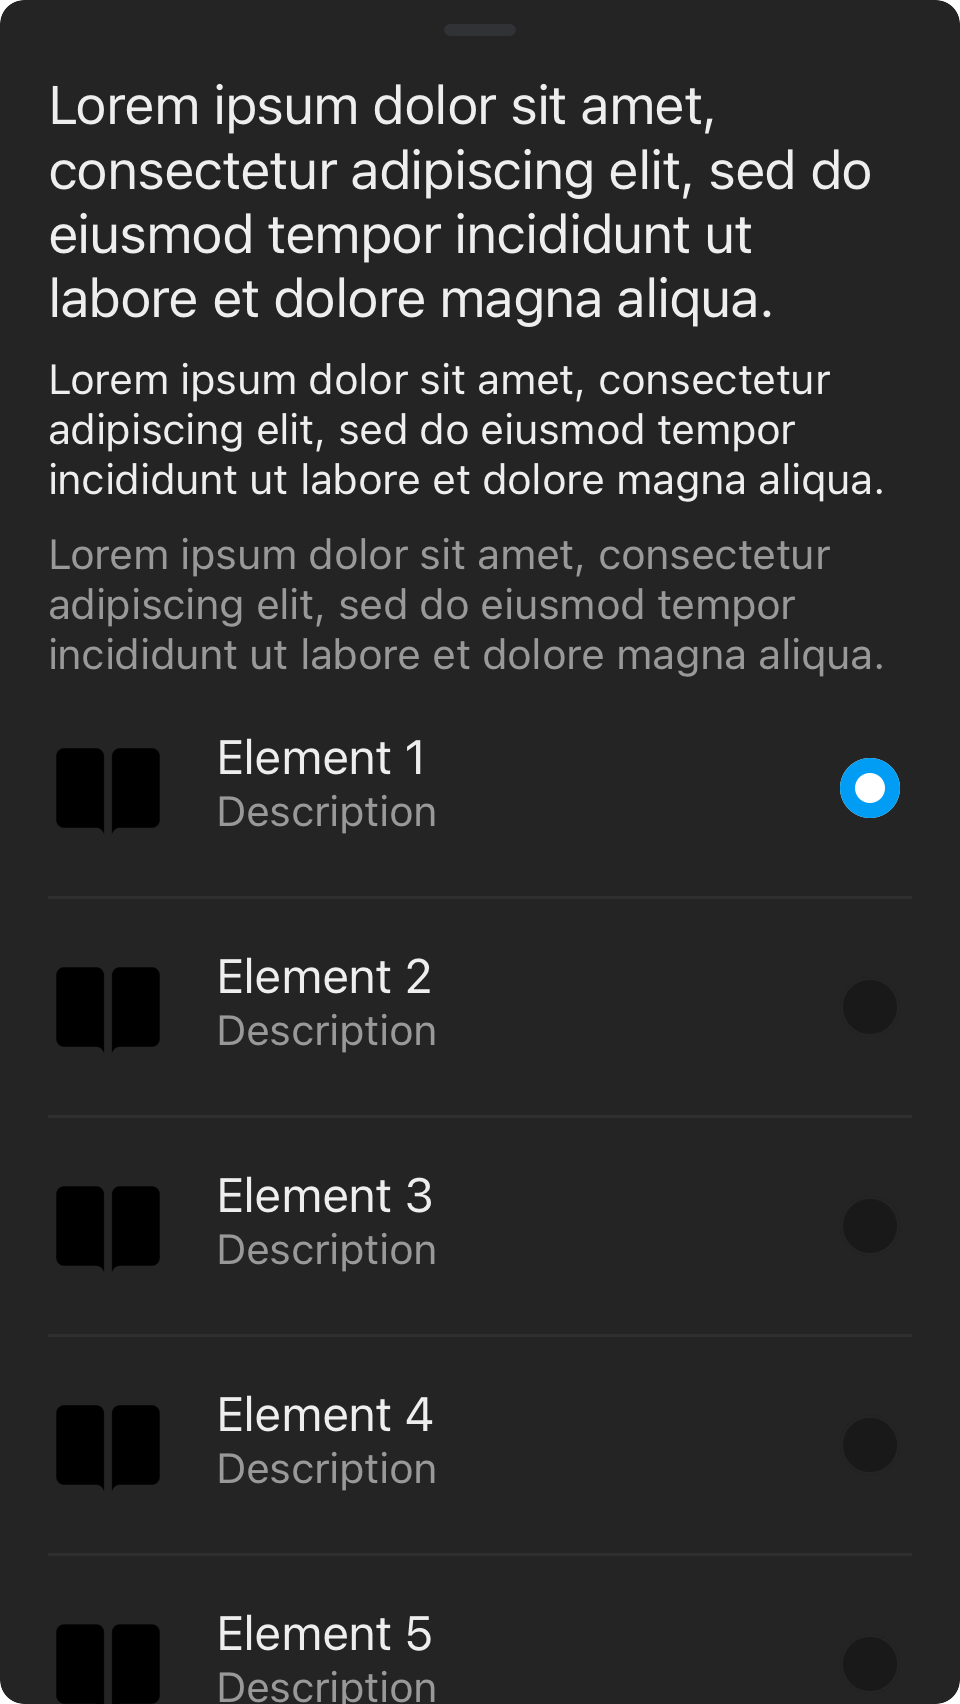 Lorem ipsum dolor sit amet,
consectetur adipiscing elit, sed do
eiusmod tempor incididunt ut
labore et dolore magna aliqua.
Lorem ipsum dolor sit amet, consectetur
adipiscing elit, sed do eiusmod tempor
incididunt ut labore et dolore magna aliqua.
Lorem ipsum dolor sit amet, consectetur
adipiscing elit, sed do eiusmod tempor
incididunt ut labore et dolore magna aliqua.
Element 1
Description
Element 2
Description
Element 3
Description
Element 4
Description
Element 5
Description